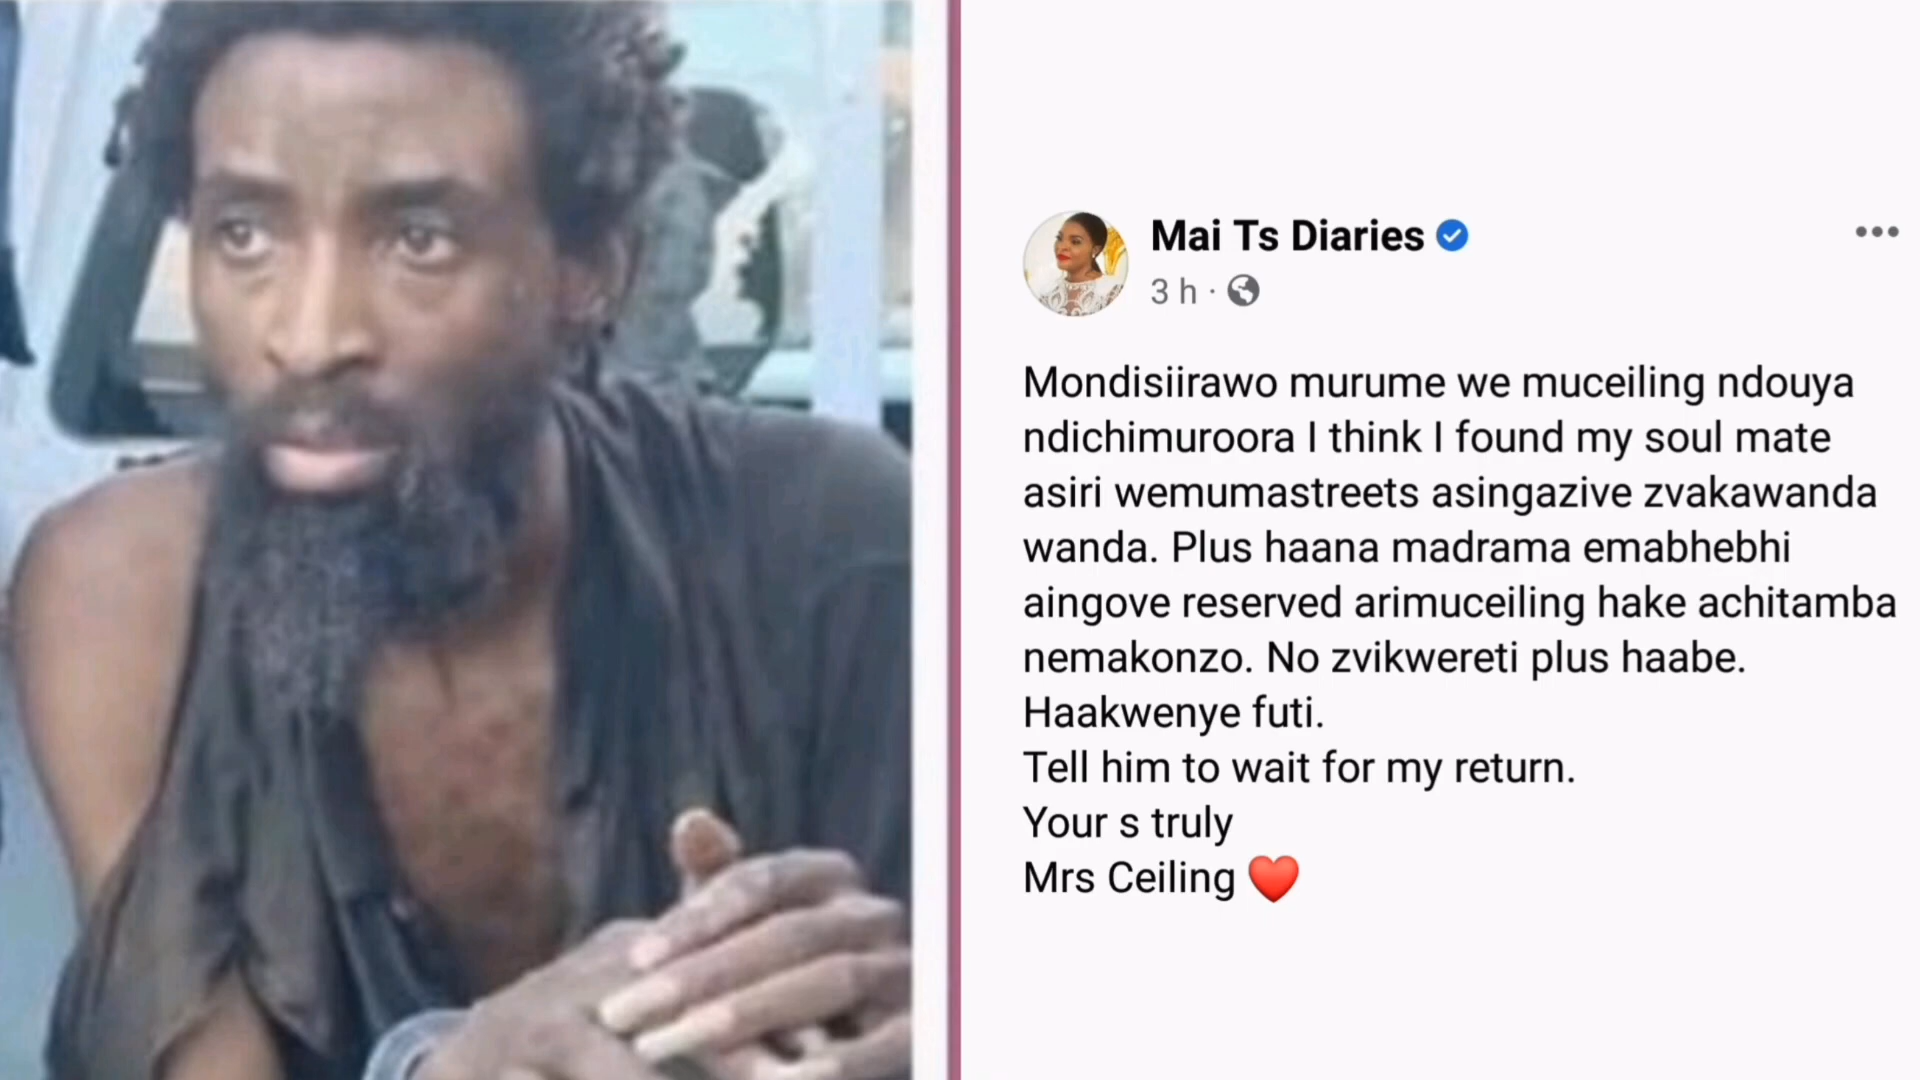 Mai Ts Diaries
3 h ·
Mondisiirawo murume we muceiling ndouya
ndichimuroora I think I found my soul mate
asiri wemumastreets asingazive zvakawanda
wanda. Plus haana madrama emabhebhi
aingove reserved arimuceiling hake achitamba
nemakonzo. No zvikwereti plus haabe.
Haakwenye futi.
Tell him to wait for my return.
Your s truly
Mrs Ceiling ❤️